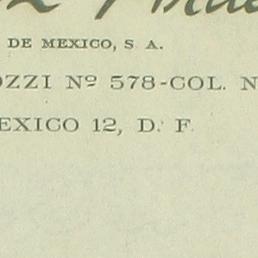 DE MEXICO, S A.
OZZI Nº 578-COL. N
EXICO 12, D. F